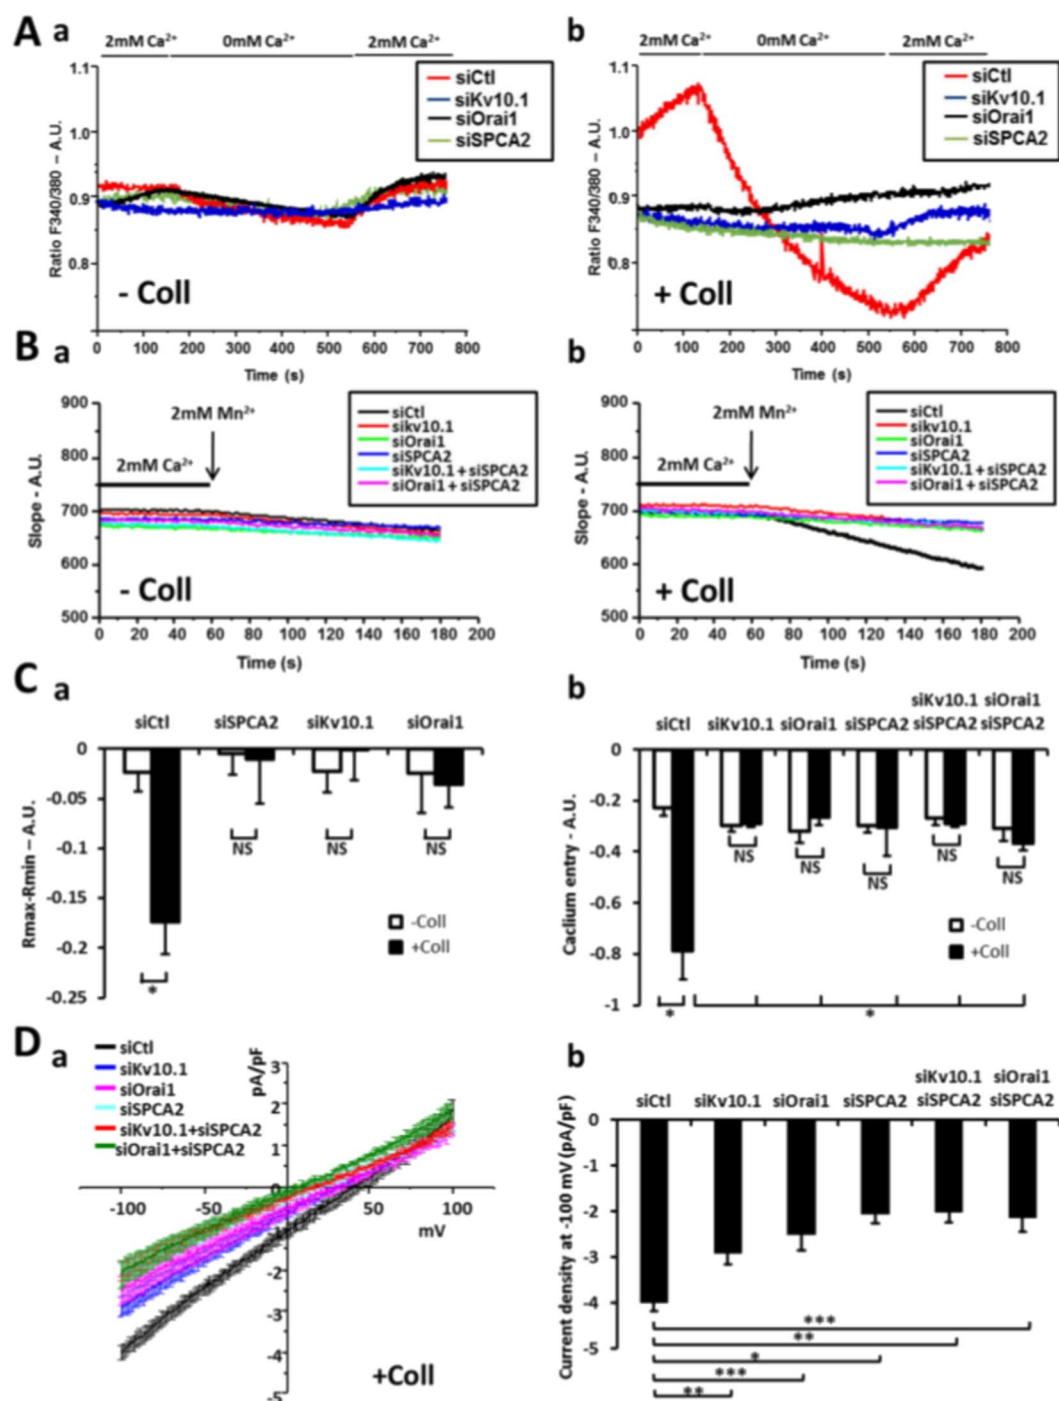 A a
2mM Ca²⁺ 0mM Ca²⁺ 2mM Ca²⁺
1.1
1.0
0.9
0.8
Ratio F340/380 – A.U.
siCtl
siKv10.1
siOrai1
siSPCA2
- Coll
0 100 200 300 400 500 600 700 800
Time (s)
b
2mM Ca²⁺ 0mM Ca²⁺ 2mM Ca²⁺
1.1
1.0
0.9
0.8
Ratio F340/380 – A.U.
siCtl
siKv10.1
siOrai1
siSPCA2
+ Coll
0 100 200 300 400 500 600 700 800
Time (s)
B a
900
800
700
600
500
Slope - A.U.
2mM Mn²⁺
2mM Ca²⁺
siCtl
sikv10.1
siOrai1
siSPCA2
siKv10.1 + siSPCA2
siOrai1 + siSPCA2
- Coll
0 20 40 60 80 100 120 140 160 180 200
Time (s)
b
900
800
700
600
500
Slope - A.U.
2mM Mn²⁺
2mM Ca²⁺
siCtl
sikv10.1
siOrai1
siSPCA2
siKv10.1 + siSPCA2
siOrai1 + siSPCA2
+ Coll
0 20 40 60 80 100 120 140 160 180 200
Time (s)
C a
siCtl siSPCA2 siKv10.1 siOrai1
0
-0.05
-0.1
-0.15
-0.2
-0.25
Rmax-Rmin – A.U.
NS NS NS
*
-Coll
+Coll
b
siKv10.1 siOrai1
siCtl siKv10.1 siOrai1 siSPCA2 siSPCA2 siSPCA2
0
-0.2
-0.4
-0.6
-0.8
-1
Caclium entry - A.U.
NS NS NS NS NS
-Coll
+Coll
* *
D a
siCtl
siKv10.1
siOrai1
siSPCA2
siKv10.1+siSPCA2
siOrai1+siSPCA2
pA/pF
3
2
1
0
-1
-2
-3
-4
-5
-100 -50 50 100
mV
+Coll
b
siKv10.1 siOrai1
siCtl siKv10.1 siOrai1 siSPCA2 siSPCA2 siSPCA2
0
-1
-2
-3
-4
-5
Current density at -100 mV (pA/pF)
***
**
*
***
**